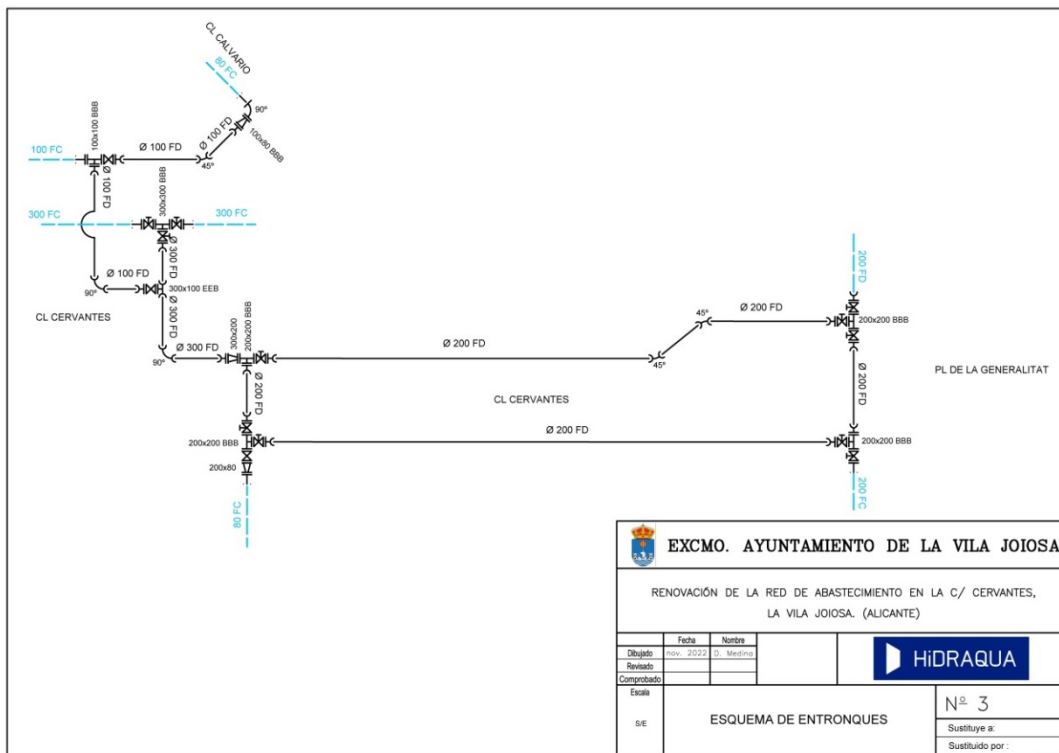 CL CALVARIO
80 FC
90°
100x80 BBB
Ø 100 FD
45°
Ø 100 FD
100x100 BBB
100 FC
Ø 100 FD
300x300 BBB
300 FC
300 FC
Ø 300 FD
Ø 100 FD
300x100 EEB
90°
CL CERVANTES
Ø 300 FD
90°
Ø 300 FD
300x200
200x200 BBB
Ø 200 FD
45°
45°
Ø 200 FD
200 FD
200x200 BBB
Ø 200 FD
PL DE LA GENERALITAT
CL CERVANTES
Ø 200 FD
Ø 200 FD
200x200 BBB
200x200 BBB
200x80
80 FC
200 FC
EXCMO. AYUNTAMIENTO DE LA VILA JOIOSA
RENOVACIÓN DE LA RED DE ABASTECIMIENTO EN LA C/ CERVANTES,
LA VILA JOIOSA. (ALICANTE)
Fecha Nombre
Dibujado nov. 2022 D. Medina
Revisado
Comprobado
HiDRAQUA
Escala
S/E
ESQUEMA DE ENTRONQUES
Nº 3
Sustituye a:
Sustituido por :